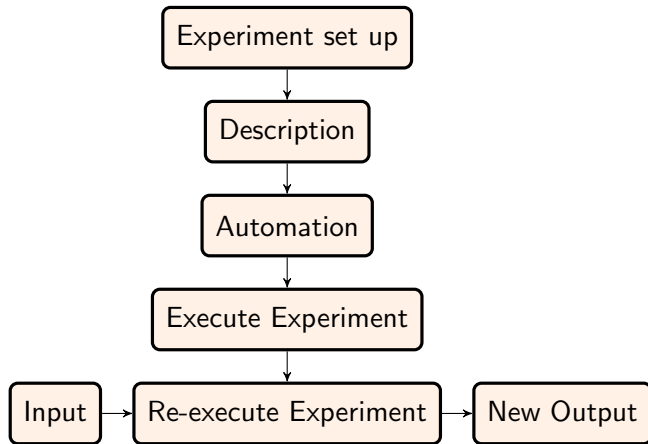 Experiment set up
Description
Automation
Execute Experiment
Input
Re-execute Experiment
New Output